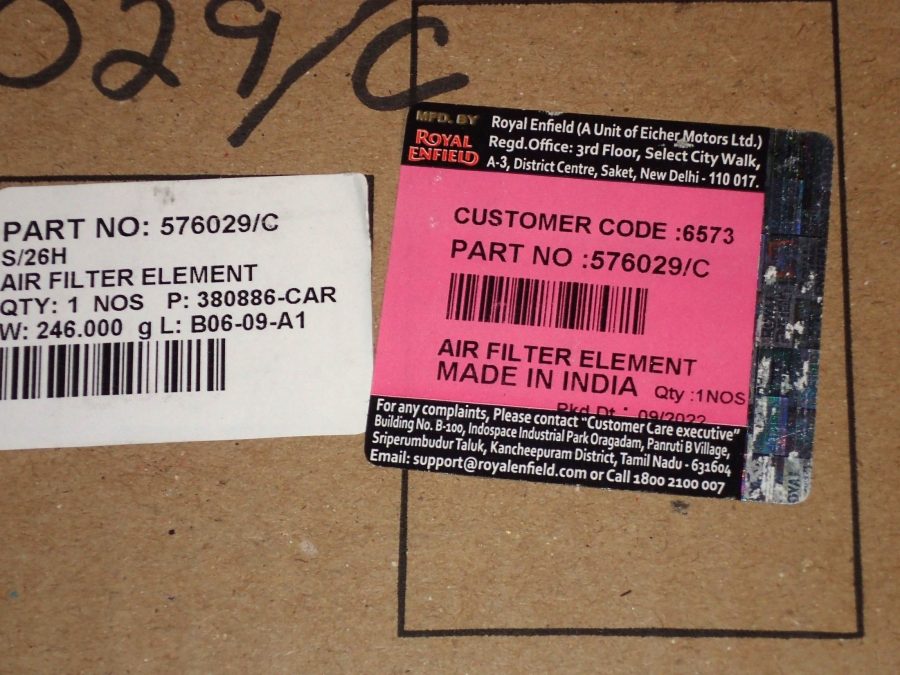 029/C
PART NO: 576029/C
S/26H
AIR FILTER ELEMENT
QTY: 1 NOS P: 380886-CAR
W: 246.000 g L: B06-09-A1
MFD. BY
ROYAL
ENFIELD
Royal Enfield (A Unit of Eicher Motors Ltd.)
Regd.Office: 3rd Floor, Select City Walk,
A-3, District Centre, Saket, New Delhi - 110 017.
CUSTOMER CODE :6573
PART NO :576029/C
AIR FILTER ELEMENT
MADE IN INDIA Qty :1NOS
Pkd Dt : 09/2022
For any complaints, Please contact "Customer Care executive"
Building No. B-100, Indospace Industrial Park Oragadam, Panruti B Village,
Sriperumbudur Taluk, Kancheepuram District, Tamil Nadu - 631604
Email: support@royalenfield.com or Call 1800 2100 007